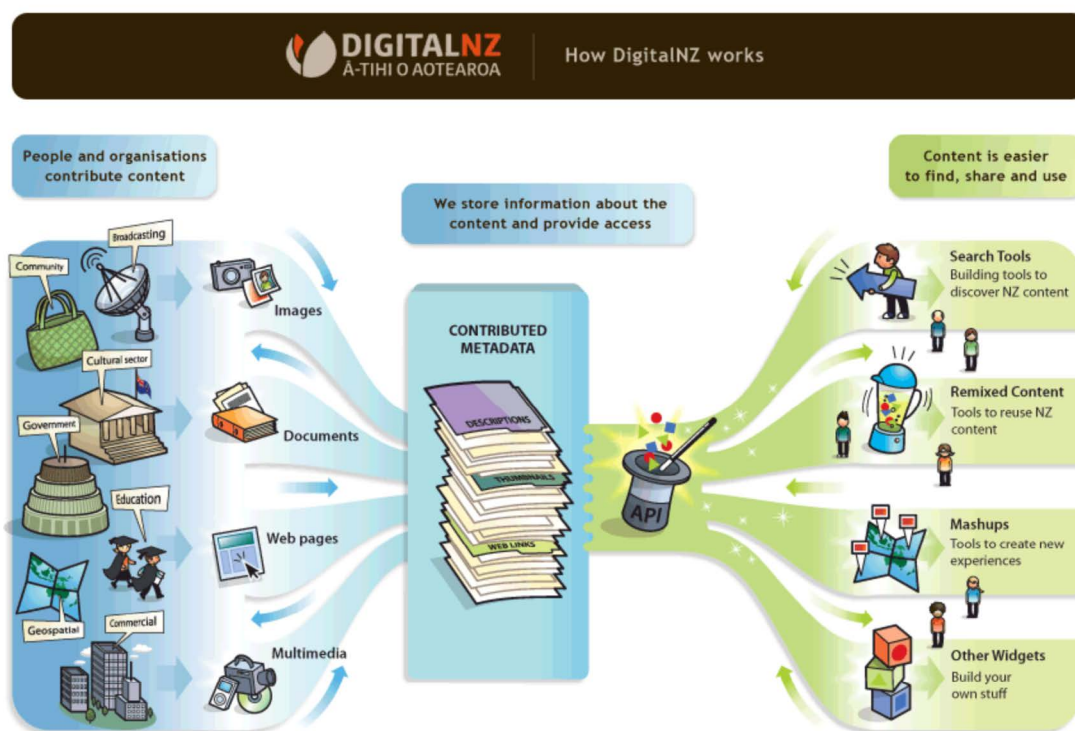 DIGITALNZ
Á-TIHI O AOTEAROA
How DigitalNZ works
People and organisations
contribute content
We store information about the
content and provide access
Content is easier
to find, share and use
Broadcasting
Community
Images
Cultural sector
Government
Documents
Education
Web pages
Geospatial
Commercial
Multimedia
CONTRIBUTED
METADATA
DESCRIPTIONS
THUMBNAILS
WEB LINKS
API
Search Tools
Building tools to
discover NZ content
Remixed Content
Tools to reuse NZ
content
Mashups
Tools to create new
experiences
Other Widgets
Build your
own stuff